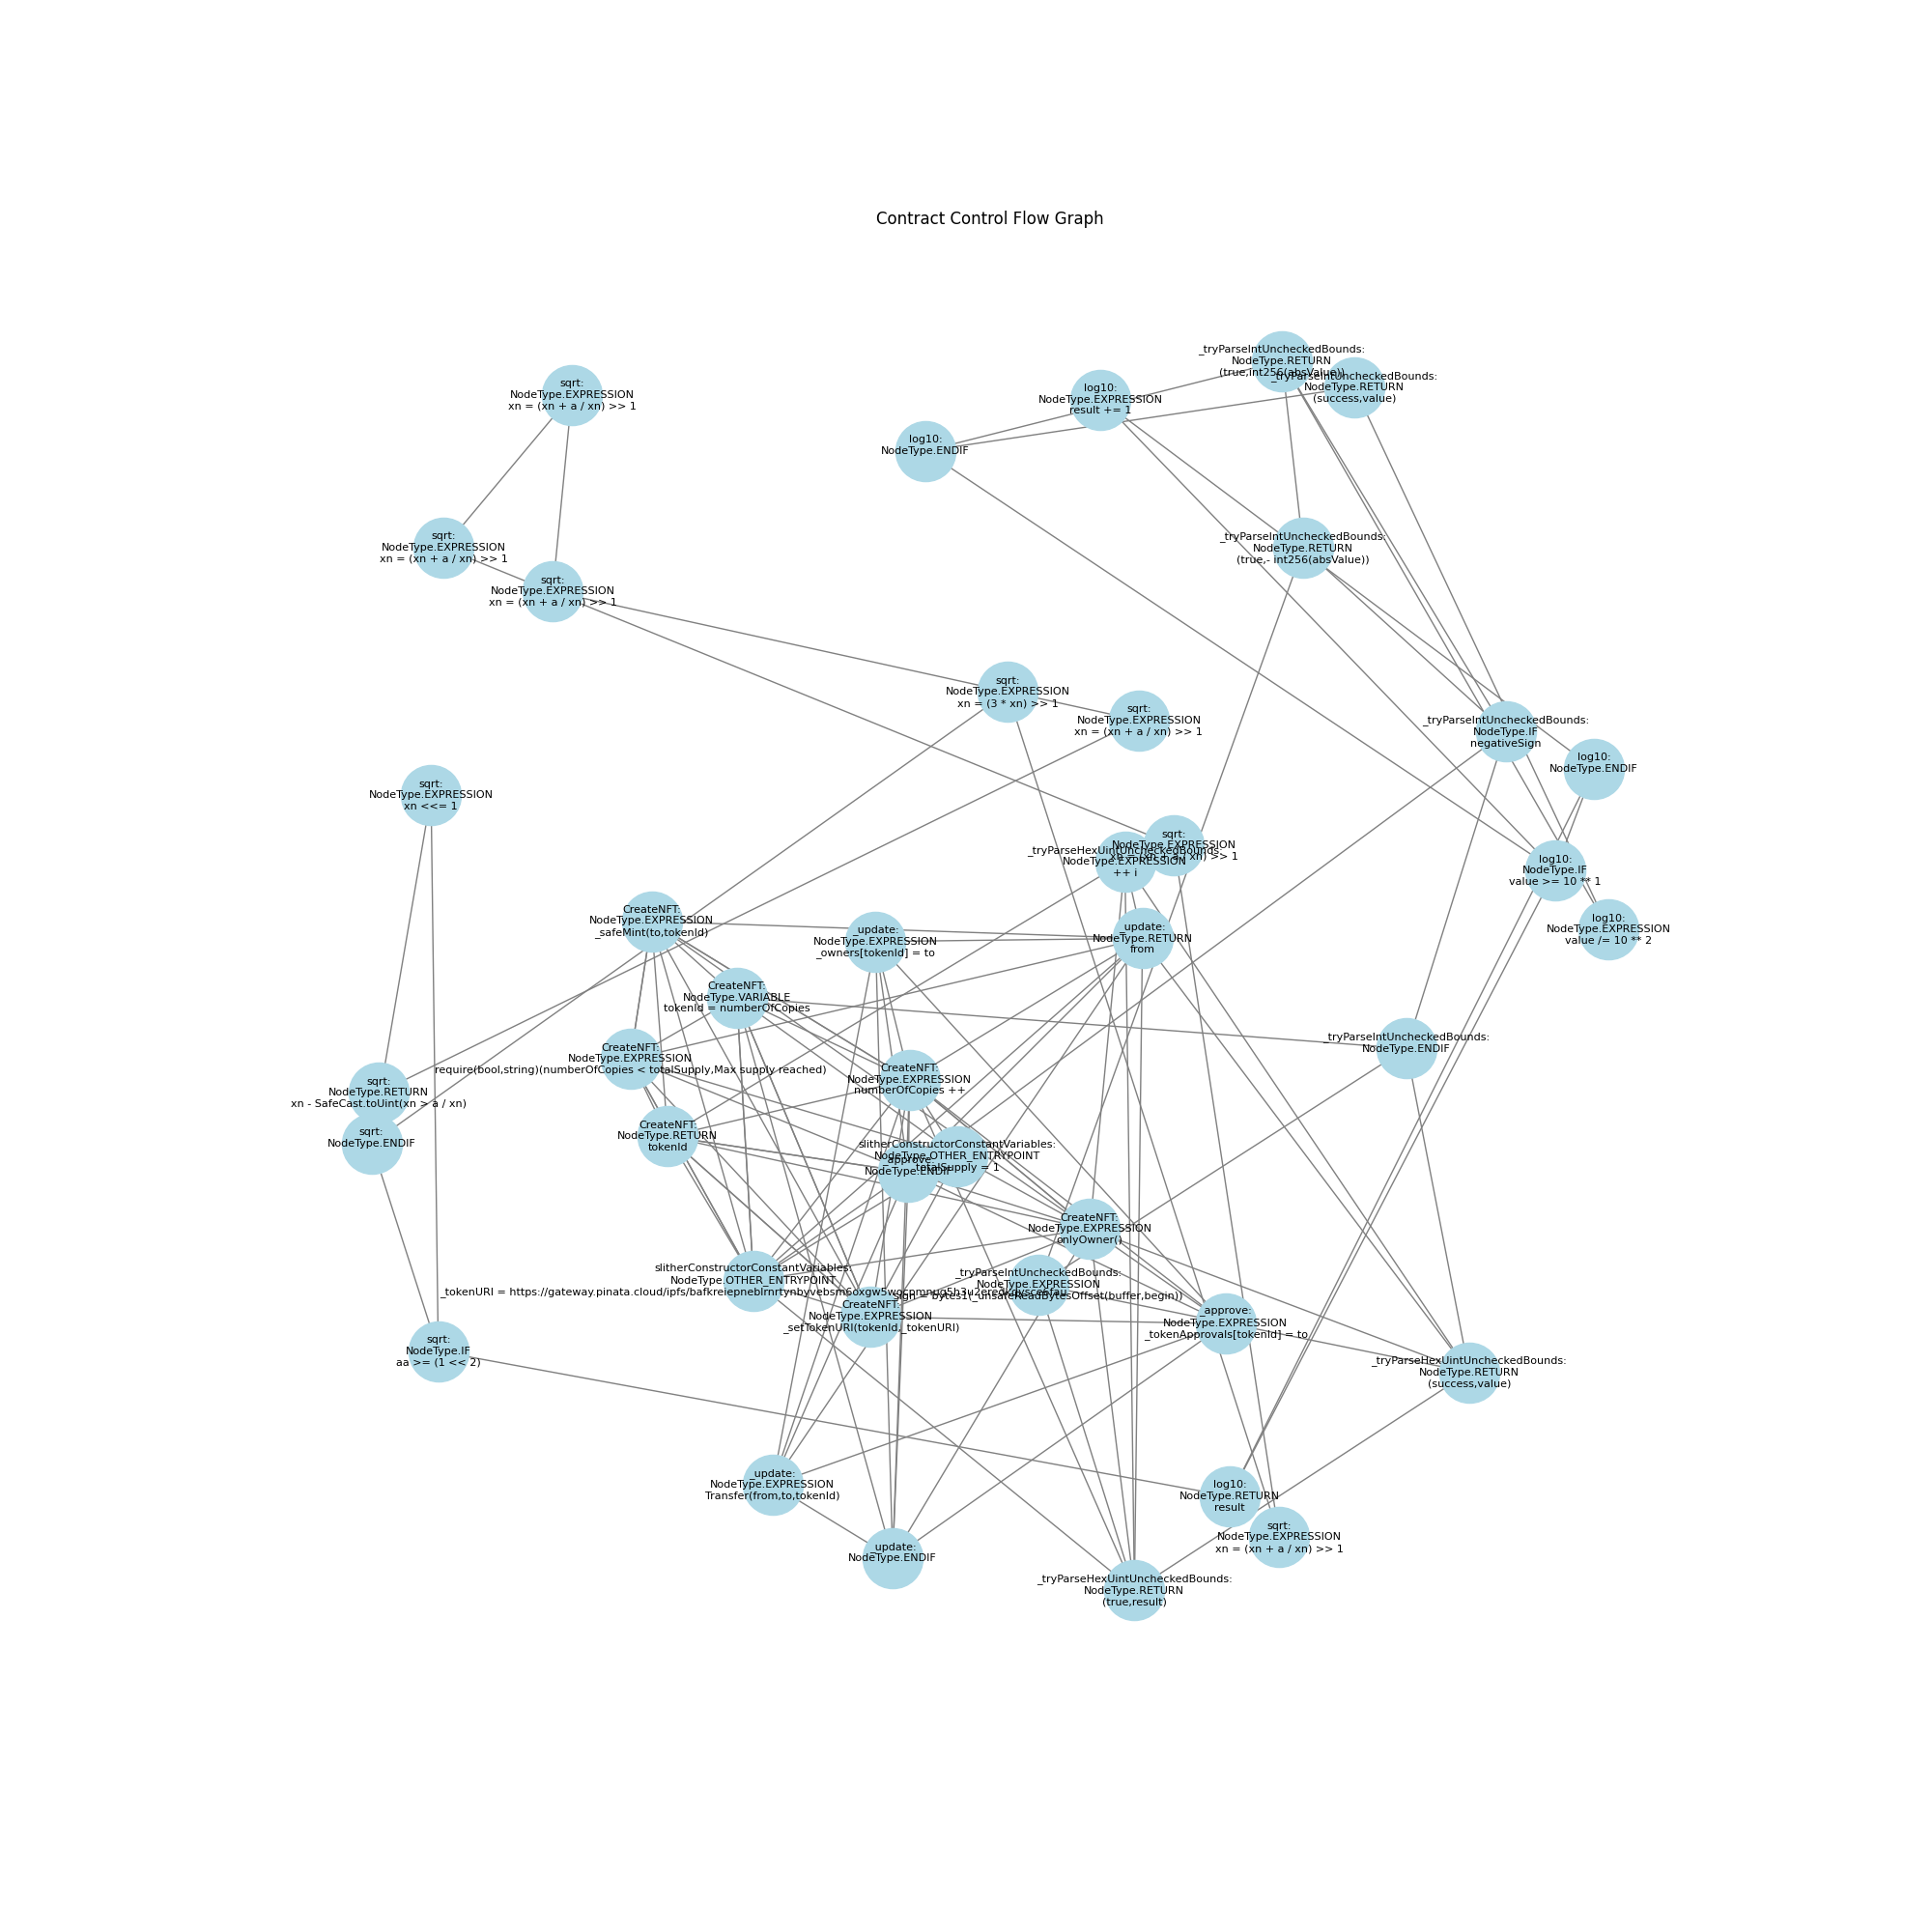 Contract Control Flow Graph
_tryParseIntUncheckedBounds:
NodeType.RETURN
(true,int256(absValue))
_tryParseIntUncheckedBounds:
NodeType.RETURN
(success,value)
sqrt:
NodeType.EXPRESSION
xn = (xn + a / xn) >> 1
log10:
NodeType.EXPRESSION
result += 1
log10:
NodeType.ENDIF
sqrt:
NodeType.EXPRESSION
xn = (xn + a / xn) >> 1
_tryParseIntUncheckedBounds:
NodeType.RETURN
(true,- int256(absValue))
sqrt:
NodeType.EXPRESSION
xn = (xn + a / xn) >> 1
sqrt:
NodeType.EXPRESSION
xn = (3 * xn) >> 1
sqrt:
NodeType.EXPRESSION
xn = (xn + a / xn) >> 1
_tryParseIntUncheckedBounds:
NodeType.IF
negativeSign
log10:
NodeType.ENDIF
sqrt:
NodeType.EXPRESSION
xn <<= 1
sqrt:
NodeType.EXPRESSION
xn = (xn + a / xn) >> 1
_tryParseHexUintUncheckedBounds:
NodeType.EXPRESSION
++ i
log10:
NodeType.IF
value >= 10 ** 1
log10:
NodeType.EXPRESSION
value /= 10 ** 2
CreateNFT:
NodeType.EXPRESSION
_safeMint(to,tokenId)
_update:
NodeType.EXPRESSION
_owners[tokenId] = to
_update:
NodeType.RETURN
from
CreateNFT:
NodeType.VARIABLE
tokenId = numberOfCopies
CreateNFT:
NodeType.EXPRESSION
require(bool,string)(numberOfCopies < totalSupply,Max supply reached)
_tryParseIntUncheckedBounds:
NodeType.ENDIF
CreateNFT:
NodeType.EXPRESSION
numberOfCopies ++
sqrt:
NodeType.RETURN
xn - SafeCast.toUint(xn > a / xn)
sqrt:
NodeType.ENDIF
CreateNFT:
NodeType.RETURN
tokenId
slitherConstructorConstantVariables:
NodeType.OTHER_ENTRYPOINT
totalSupply = 1
_approve:
NodeType.ENDIF
CreateNFT:
NodeType.EXPRESSION
onlyOwner()
slitherConstructorConstantVariables:
NodeType.OTHER_ENTRYPOINT
_tokenURI =
_tryParseIntUncheckedBounds:
NodeType.EXPRESSION
bytes1(_unsafeReadBytesOffset(buffer,begin))
CreateNFT:
NodeType.EXPRESSION
_setTokenURI(tokenId,_tokenURI)
_approve:
NodeType.EXPRESSION
_tokenApprovals[tokenId] = to
sqrt:
NodeType.IF
aa >= (1 << 2)
_tryParseHexUintUncheckedBounds:
NodeType.RETURN
(success,value)
_update:
NodeType.EXPRESSION
Transfer(from,to,tokenId)
log10:
NodeType.RETURN
result
sqrt:
NodeType.EXPRESSION
xn = (xn + a / xn) >> 1
_update:
NodeType.ENDIF
_tryParseHexUintUncheckedBounds:
NodeType.RETURN
(true,result)